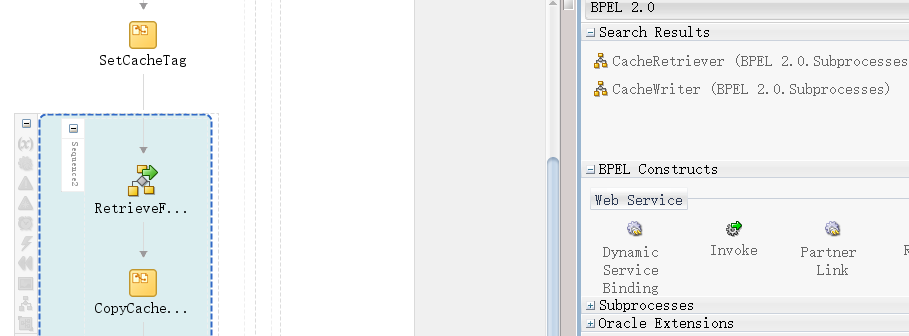 SetCacheTag
Sequence2
RetrieveF...
CopyCache...
BPEL 2.0
Search Results
CacheRetriever (BPEL 2.0.Subprocesses
CacheWriter (BPEL 2.0.Subprocesses)
BPEL Constructs
Web Service
Dynamic
Service
Binding
Invoke
Partner
Link
R
Subprocesses
Oracle Extensions